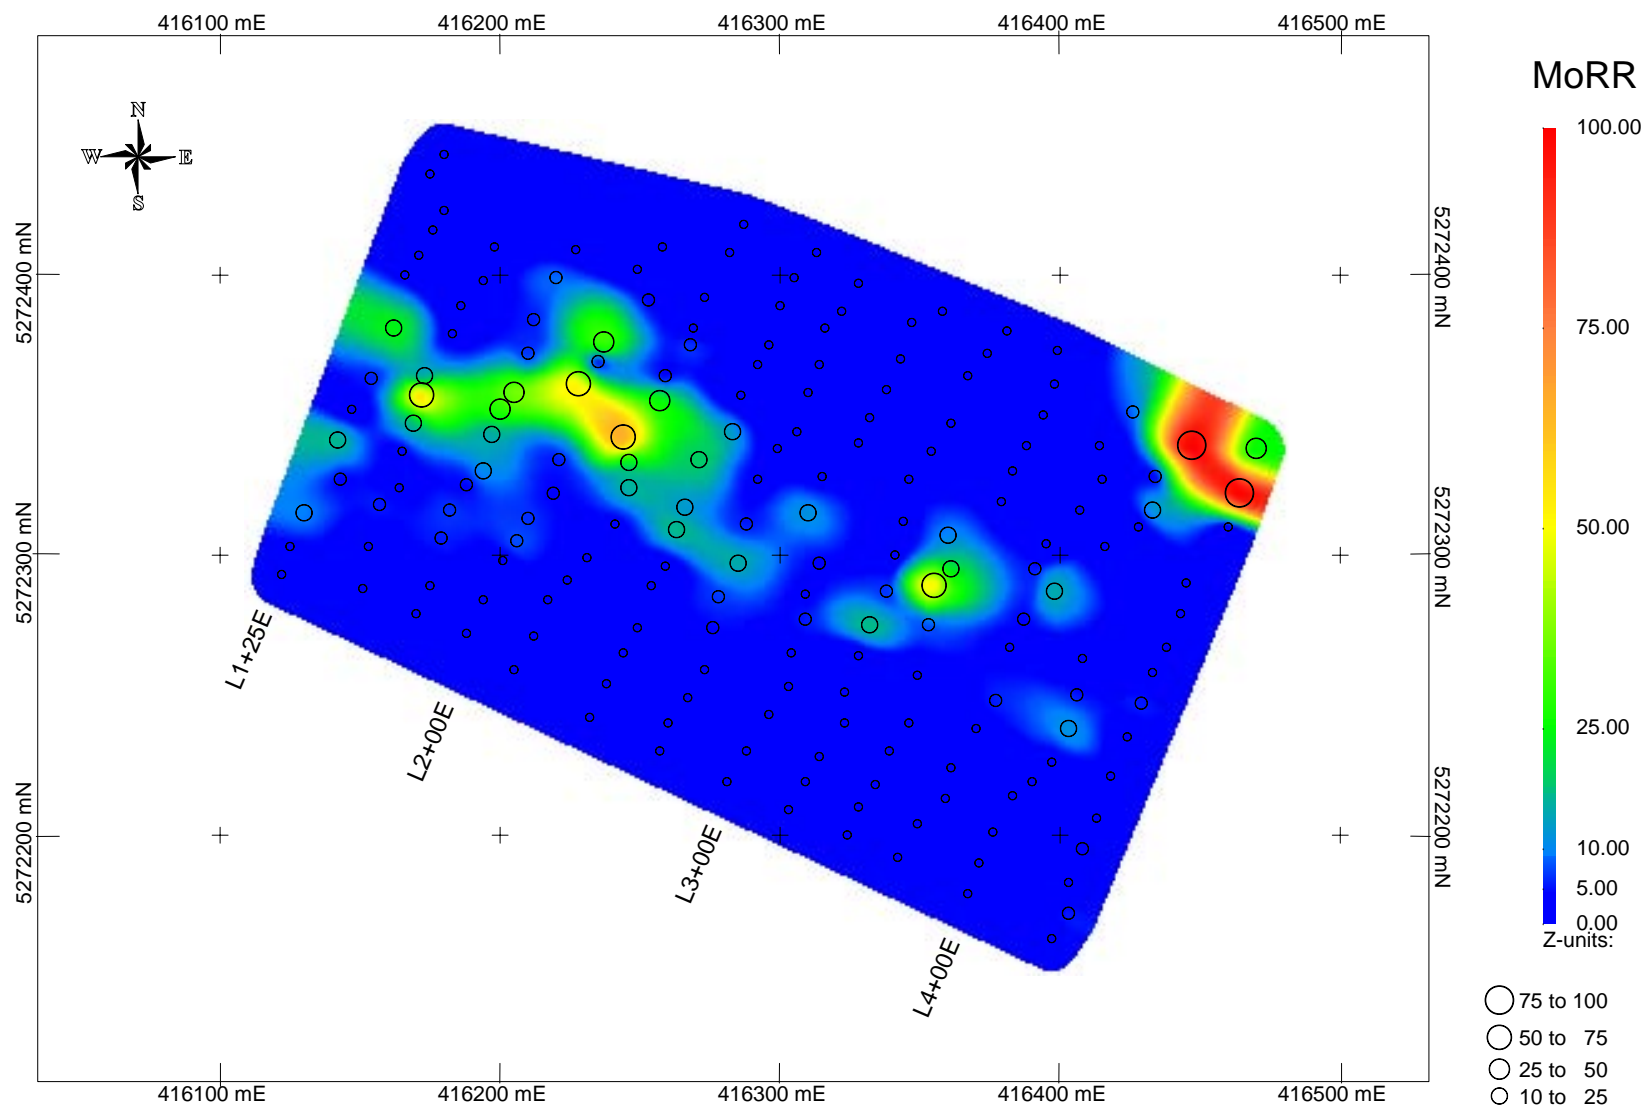 416100 mE 416200 mE 416300 mE 416400 mE 416500 mE
MoRR
N
W E
S
100.00
75.00
50.00
25.00
10.00
5.00
0.00
Z-units:
5272400 mN
5272300 mN
5272200 mN
5272400 mN
5272300 mN
5272200 mN
L1+25E
L2+00E
L3+00E
L4+00E
75 to 100
50 to 75
25 to 50
10 to 25
416100 mE 416200 mE 416300 mE 416400 mE 416500 mE